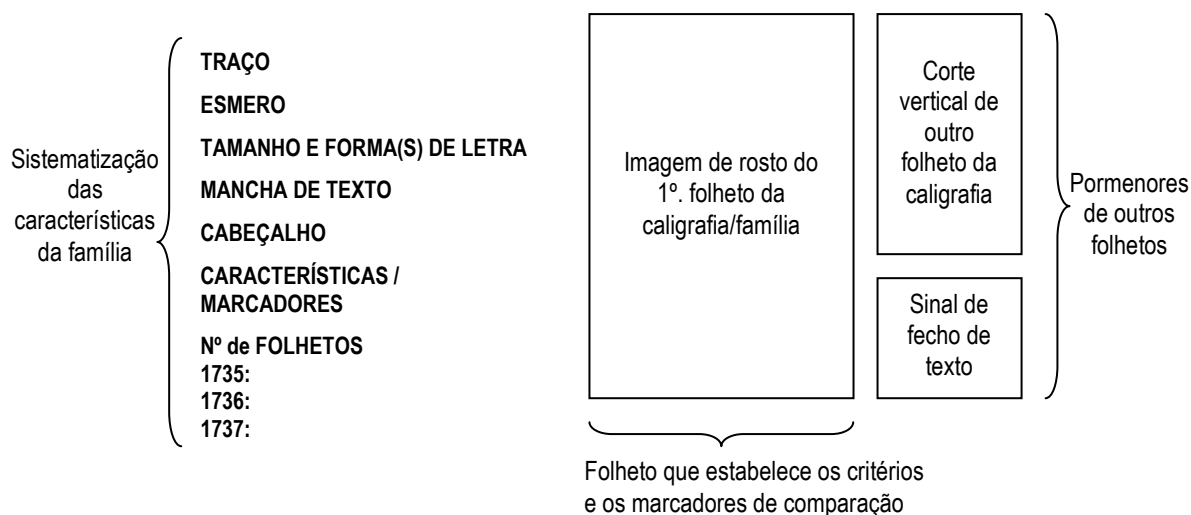 Sistematização
das
características
da família
TRAÇO
ESMERO
TAMANHO E FORMA(S) DE LETRA
MANCHA DE TEXTO
CABEÇALHO
CARACTERÍSTICAS /
MARCADORES
Nº de FOLHETOS
1735:
1736:
1737:
Imagem de rosto do
1º. folheto da
caligrafia/família
Corte
vertical de
outro
folheto da
caligrafia
Sinal de
fecho de
texto
Pormenores
de outros
folhetos
Folheto que estabelece os critérios
e os marcadores de comparação